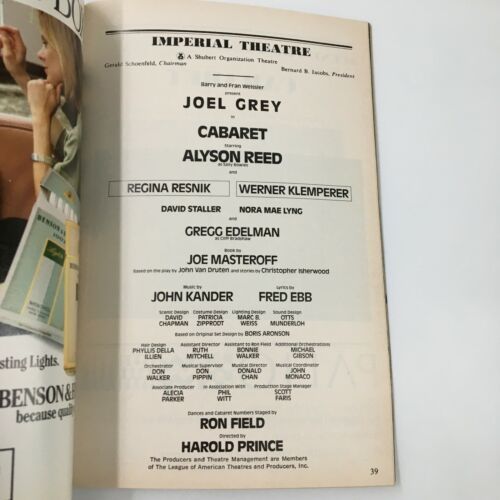 IMPERIAL THEATRE
A Shubert Organization Theatre
Gerald Schoenfeld, Chairman Bernard B. Jacobs, President
Barry and Fran Weissler
present
JOEL GREY
in
CABARET
Starring
ALYSON REED
as Sally Bowles
and
REGINA RESNIK WERNER KLEMPERER
DAVID STALLER NORA MAE LYNG
and
GREGG EDELMAN
as Cliff Bradshaw
Book by
JOE MASTEROFF
Based on the play by John Van Druten and stories by Christopher Isherwood
Music by Lyrics by
JOHN KANDER FRED EBB
Scenic Design Costume Design Lighting Design Sound Design
DAVID PATRICIA MARC B. OTTS
CHAPMAN ZIPPRODT WEISS MUNDERLOH
Based on Original Set Design by BORIS ARONSON
Hair Design Assistant Director Assistant to Ron Field Additional Orchestrations
PHYLLIS DELLA RUTH BONNIE MICHAEL
ILLIEN MITCHELL WALKER GIBSON
Orchestrator Musical Supervisor Musical Director Musical Coordinator
DON DON DONALD JOHN
WALKER PIPPIN CHAN MONACO
Associate Producer In Association With Production Stage Manager
ALECIA PHIL SCOTT
PARKER WITT FARIS
Dances and Cabaret Numbers Staged by
RON FIELD
Directed by
HAROLD PRINCE
The Producers and Theatre Management are Members
of The League of American Theatres and Producers, Inc.
39
sting Lights.
BENSON &
because qual